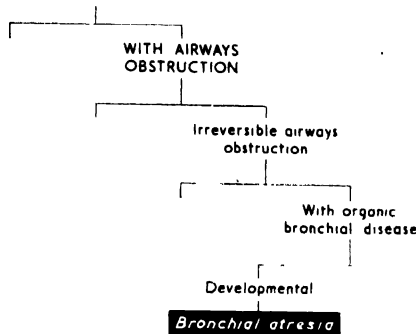 WITH AIRWAYS
OBSTRUCTION
Irreversible airways
obstruction
With organic
bronchial disease
Developmental
Bronchial atresia